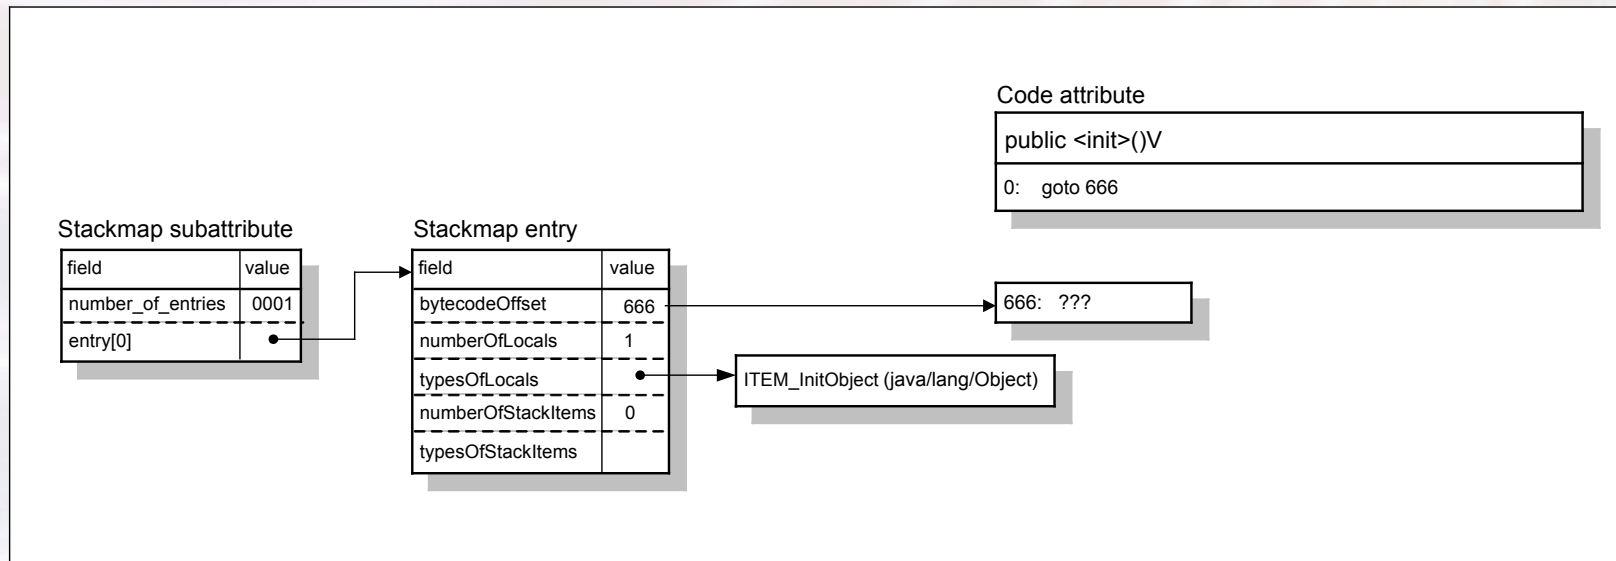 Code attribute
public <init>()V
0: goto 666
Stackmap subattribute
field value
number_of_entries 0001
entry[0]
Stackmap entry
field value
bytecodeOffset 666
numberOfLocals 1
typesOfLocals
numberOfStackItems 0
typesOfStackItems
666: ???
ITEM_InitObject (java/lang/Object)